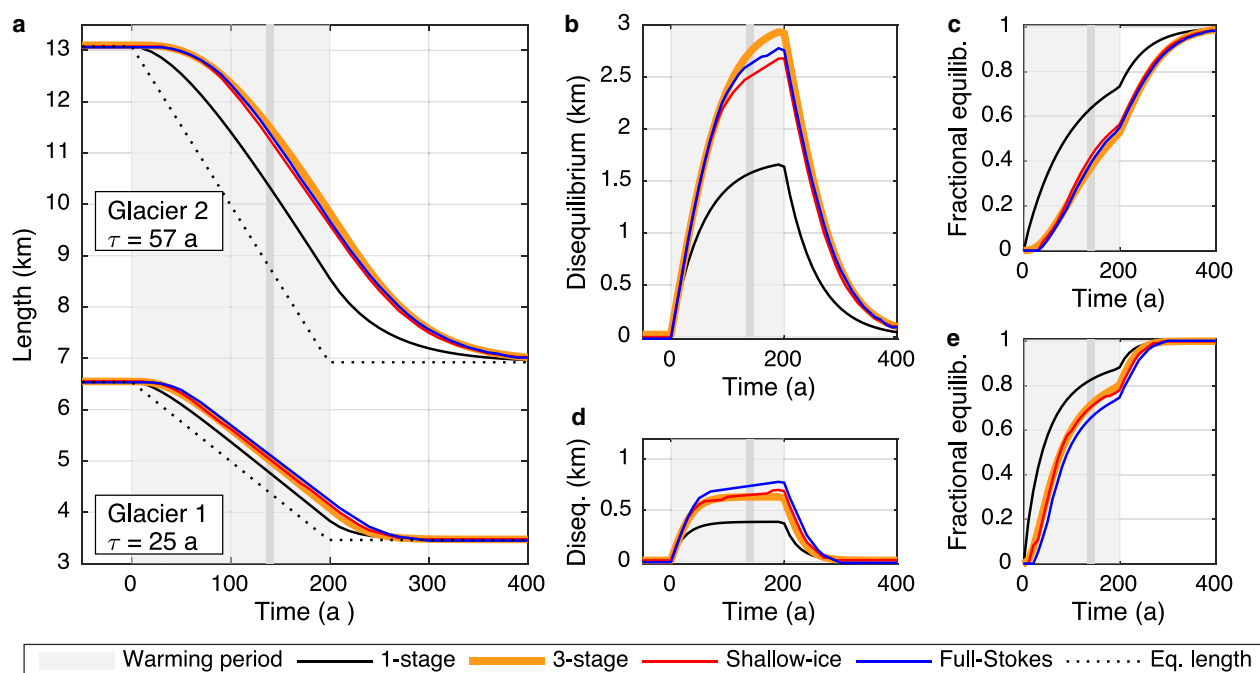 a
Length (km)
13
12
11
10
9
8
7
6
5
4
3
Glacier 2
τ = 57 a
Glacier 1
τ = 25 a
0 100 200 300 400
Time (a )
b
Disequilibrium (km)
3
2.5
2
1.5
1
0.5
0
0 200 400
Time (a)
c
Fractional equilib.
1
0.8
0.6
0.4
0.2
0
0 200 400
Time (a)
d
Diseq. (km)
1
0.5
0
0 200 400
Time (a)
e
Fractional equilib.
1
0.8
0.6
0.4
0.2
0
0 200 400
Time (a)
Warming period 1-stage 3-stage Shallow-ice Full-Stokes Eq. length